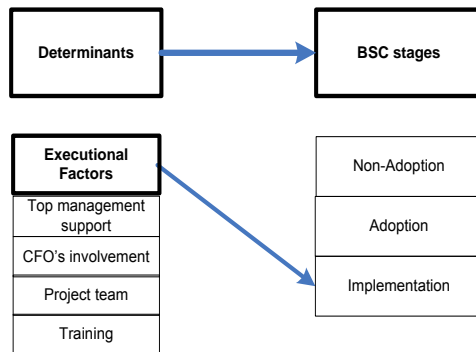 Determinants
BSC stages
Executional
Factors
Top management
support
CFO's involvement
Project team
Training
Non-Adoption
Adoption
Implementation